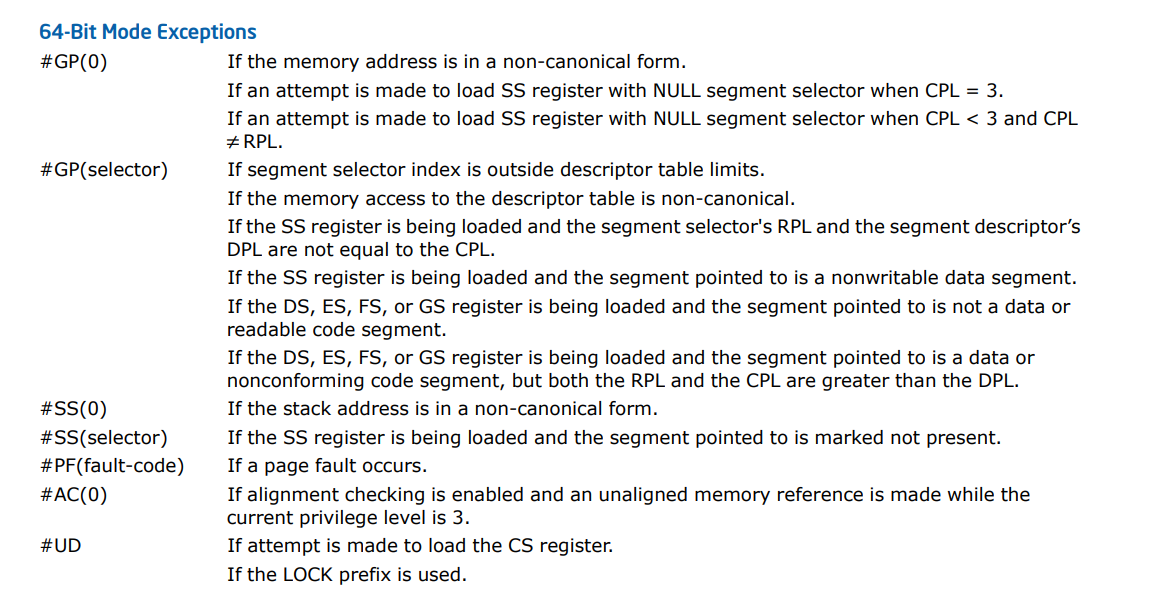 64-Bit Mode Exceptions
#GP(0) If the memory address is in a non-canonical form.
If an attempt is made to load SS register with NULL segment selector when CPL = 3.
If an attempt is made to load SS register with NULL segment selector when CPL < 3 and CPL
≠ RPL.
#GP(selector) If segment selector index is outside descriptor table limits.
If the memory access to the descriptor table is non-canonical.
If the SS register is being loaded and the segment selector's RPL and the segment descriptor’s
DPL are not equal to the CPL.
If the SS register is being loaded and the segment pointed to is a nonwritable data segment.
If the DS, ES, FS, or GS register is being loaded and the segment pointed to is not a data or
readable code segment.
If the DS, ES, FS, or GS register is being loaded and the segment pointed to is a data or
nonconforming code segment, but both the RPL and the CPL are greater than the DPL.
#SS(0) If the stack address is in a non-canonical form.
#SS(selector) If the SS register is being loaded and the segment pointed to is marked not present.
#PF(fault-code) If a page fault occurs.
#AC(0) If alignment checking is enabled and an unaligned memory reference is made while the
current privilege level is 3.
#UD If attempt is made to load the CS register.
If the LOCK prefix is used.